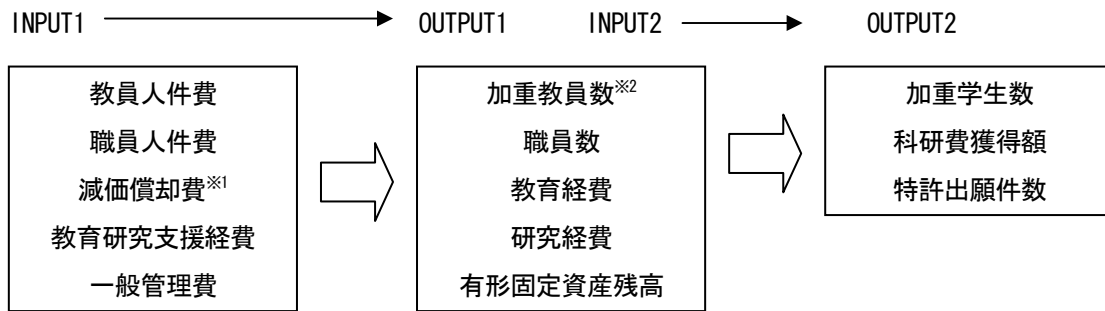 INPUT1
OUTPUT1
INPUT2
OUTPUT2
教員人件費
職員人件費
減価償却費※1
教育研究支援経費
一般管理費
加重教員数※2
職員数
教育経費
研究経費
有形固定資産残高
加重学生数
科研費獲得額
特許出願件数